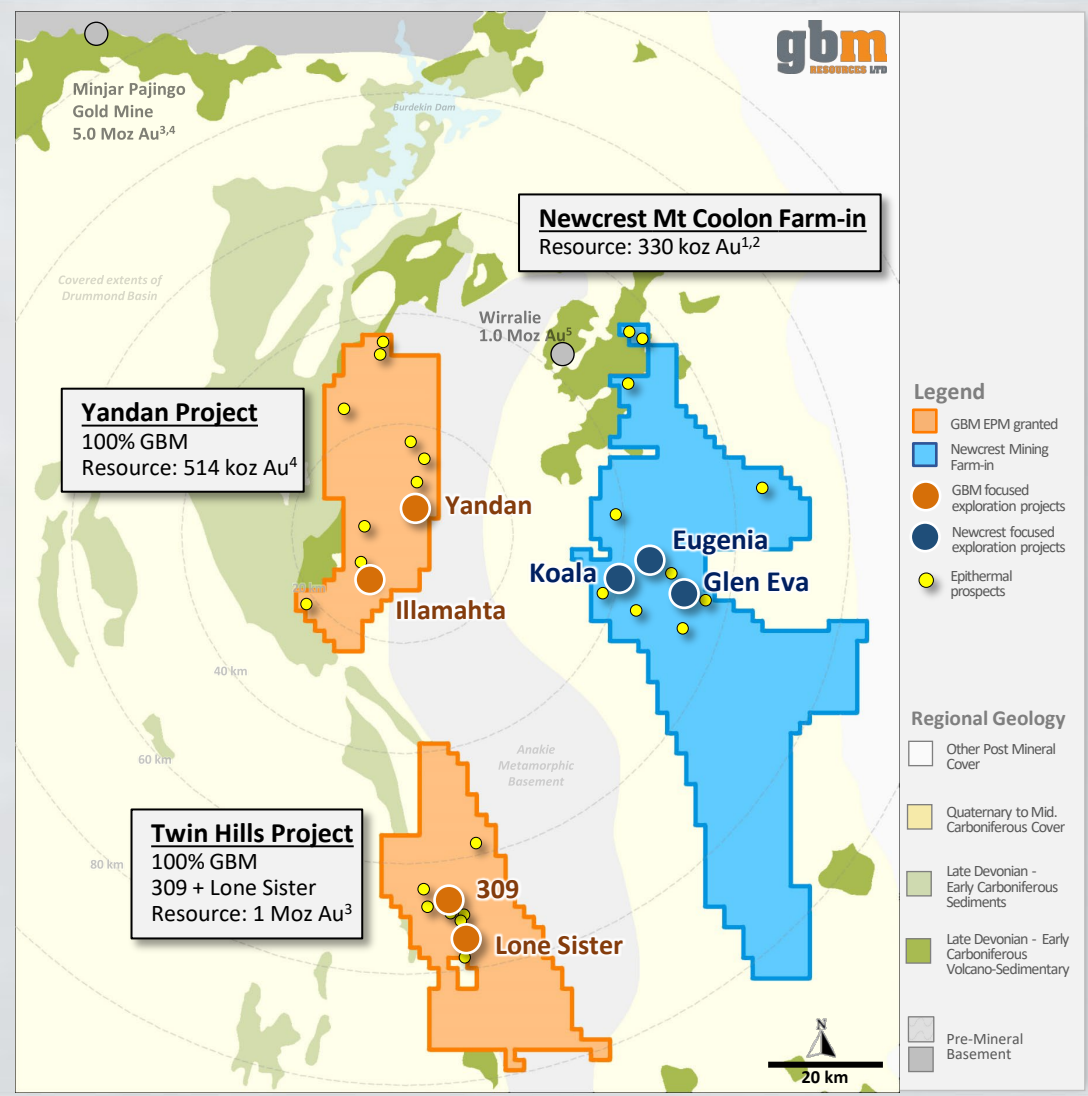 gbm
RESOURCES LTD
Minjar Pajingo
Gold Mine
5.0 Moz Au3,4
Burdekin Dam
Newcrest Mt Coolon Farm-in
Resource: 330 koz Au1,2
Covered extents of
Drummond Basin
Wirralie
1.0 Moz Au5
Yandan Project
100% GBM
Resource: 514 koz Au4
Yandan
Eugenia
Koala
Glen Eva
Illamahta
40 km
60 km
Anakie
Metamorphic
Basement
Twin Hills Project
100% GBM
309 + Lone Sister
Resource: 1 Moz Au3
80 km
309
Lone Sister
N
20 km
Legend
GBM EPM granted
Newcrest Mining
Farm-in
GBM focused
exploration projects
Newcrest focused
exploration projects
Epithermal
prospects
Regional Geology
Other Post Mineral
Cover
Quaternary to Mid.
Carboniferous Cover
Late Devonian -
Early Carboniferous
Sediments
Late Devonian - Early
Carboniferous
Volcano-Sedimentary
Pre-Mineral
Basement